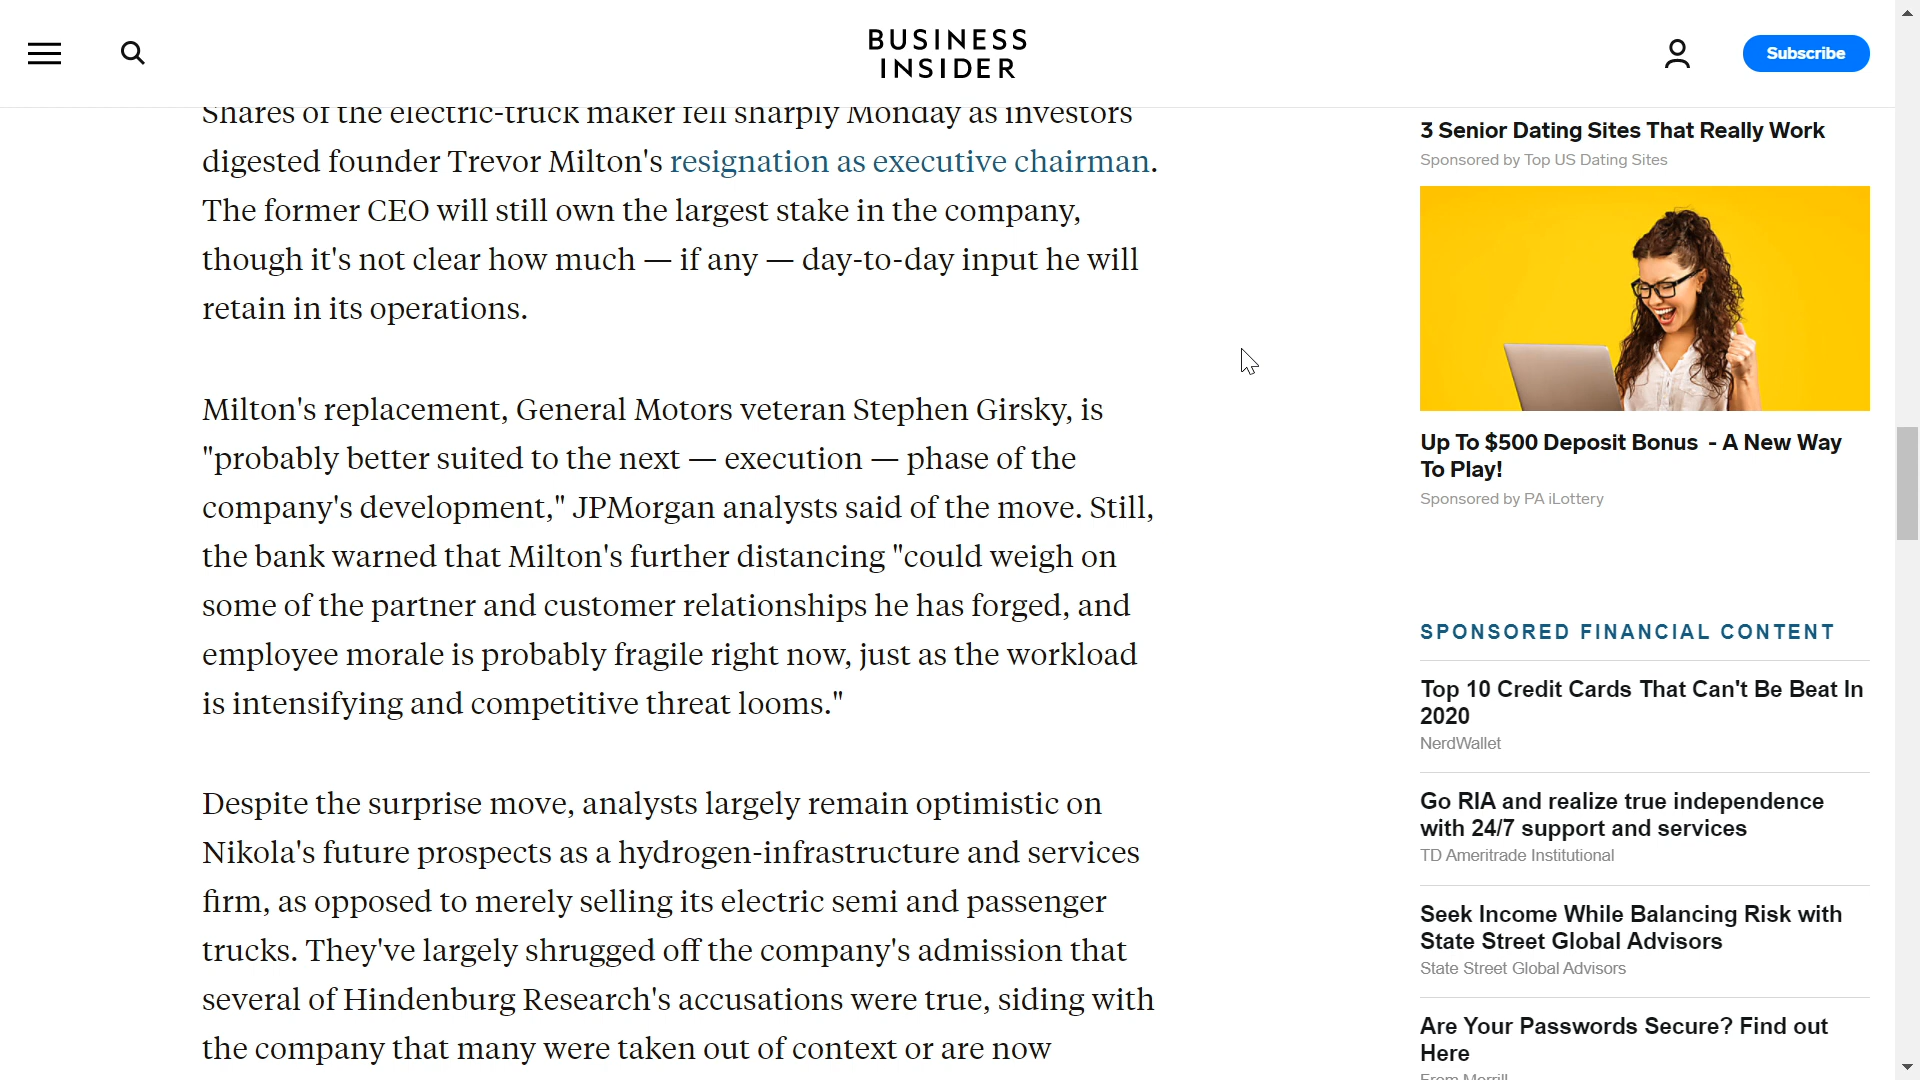 BUSINESS
INSIDER
Subscribe
Shares of the electric-truck maker fell sharply Monday as investors
digested founder Trevor Milton's resignation as executive chairman.
The former CEO will still own the largest stake in the company,
though it's not clear how much — if any — day-to-day input he will
retain in its operations.
Milton's replacement, General Motors veteran Stephen Girsky, is
"probably better suited to the next — execution — phase of the
company's development," JPMorgan analysts said of the move. Still,
the bank warned that Milton's further distancing "could weigh on
some of the partner and customer relationships he has forged, and
employee morale is probably fragile right now, just as the workload
is intensifying and competitive threat looms."
Despite the surprise move, analysts largely remain optimistic on
Nikola's future prospects as a hydrogen-infrastructure and services
firm, as opposed to merely selling its electric semi and passenger
trucks. They've largely shrugged off the company's admission that
several of Hindenburg Research's accusations were true, siding with
the company that many were taken out of context or are now
3 Senior Dating Sites That Really Work
Sponsored by Top US Dating Sites
Up To $500 Deposit Bonus - A New Way
To Play!
Sponsored by PA iLottery
SPONSORED FINANCIAL CONTENT
Top 10 Credit Cards That Can't Be Beat In
2020
NerdWallet
Go RIA and realize true independence
with 24/7 support and services
TD Ameritrade Institutional
Seek Income While Balancing Risk with
State Street Global Advisors
State Street Global Advisors
Are Your Passwords Secure? Find out
Here
From Merrill